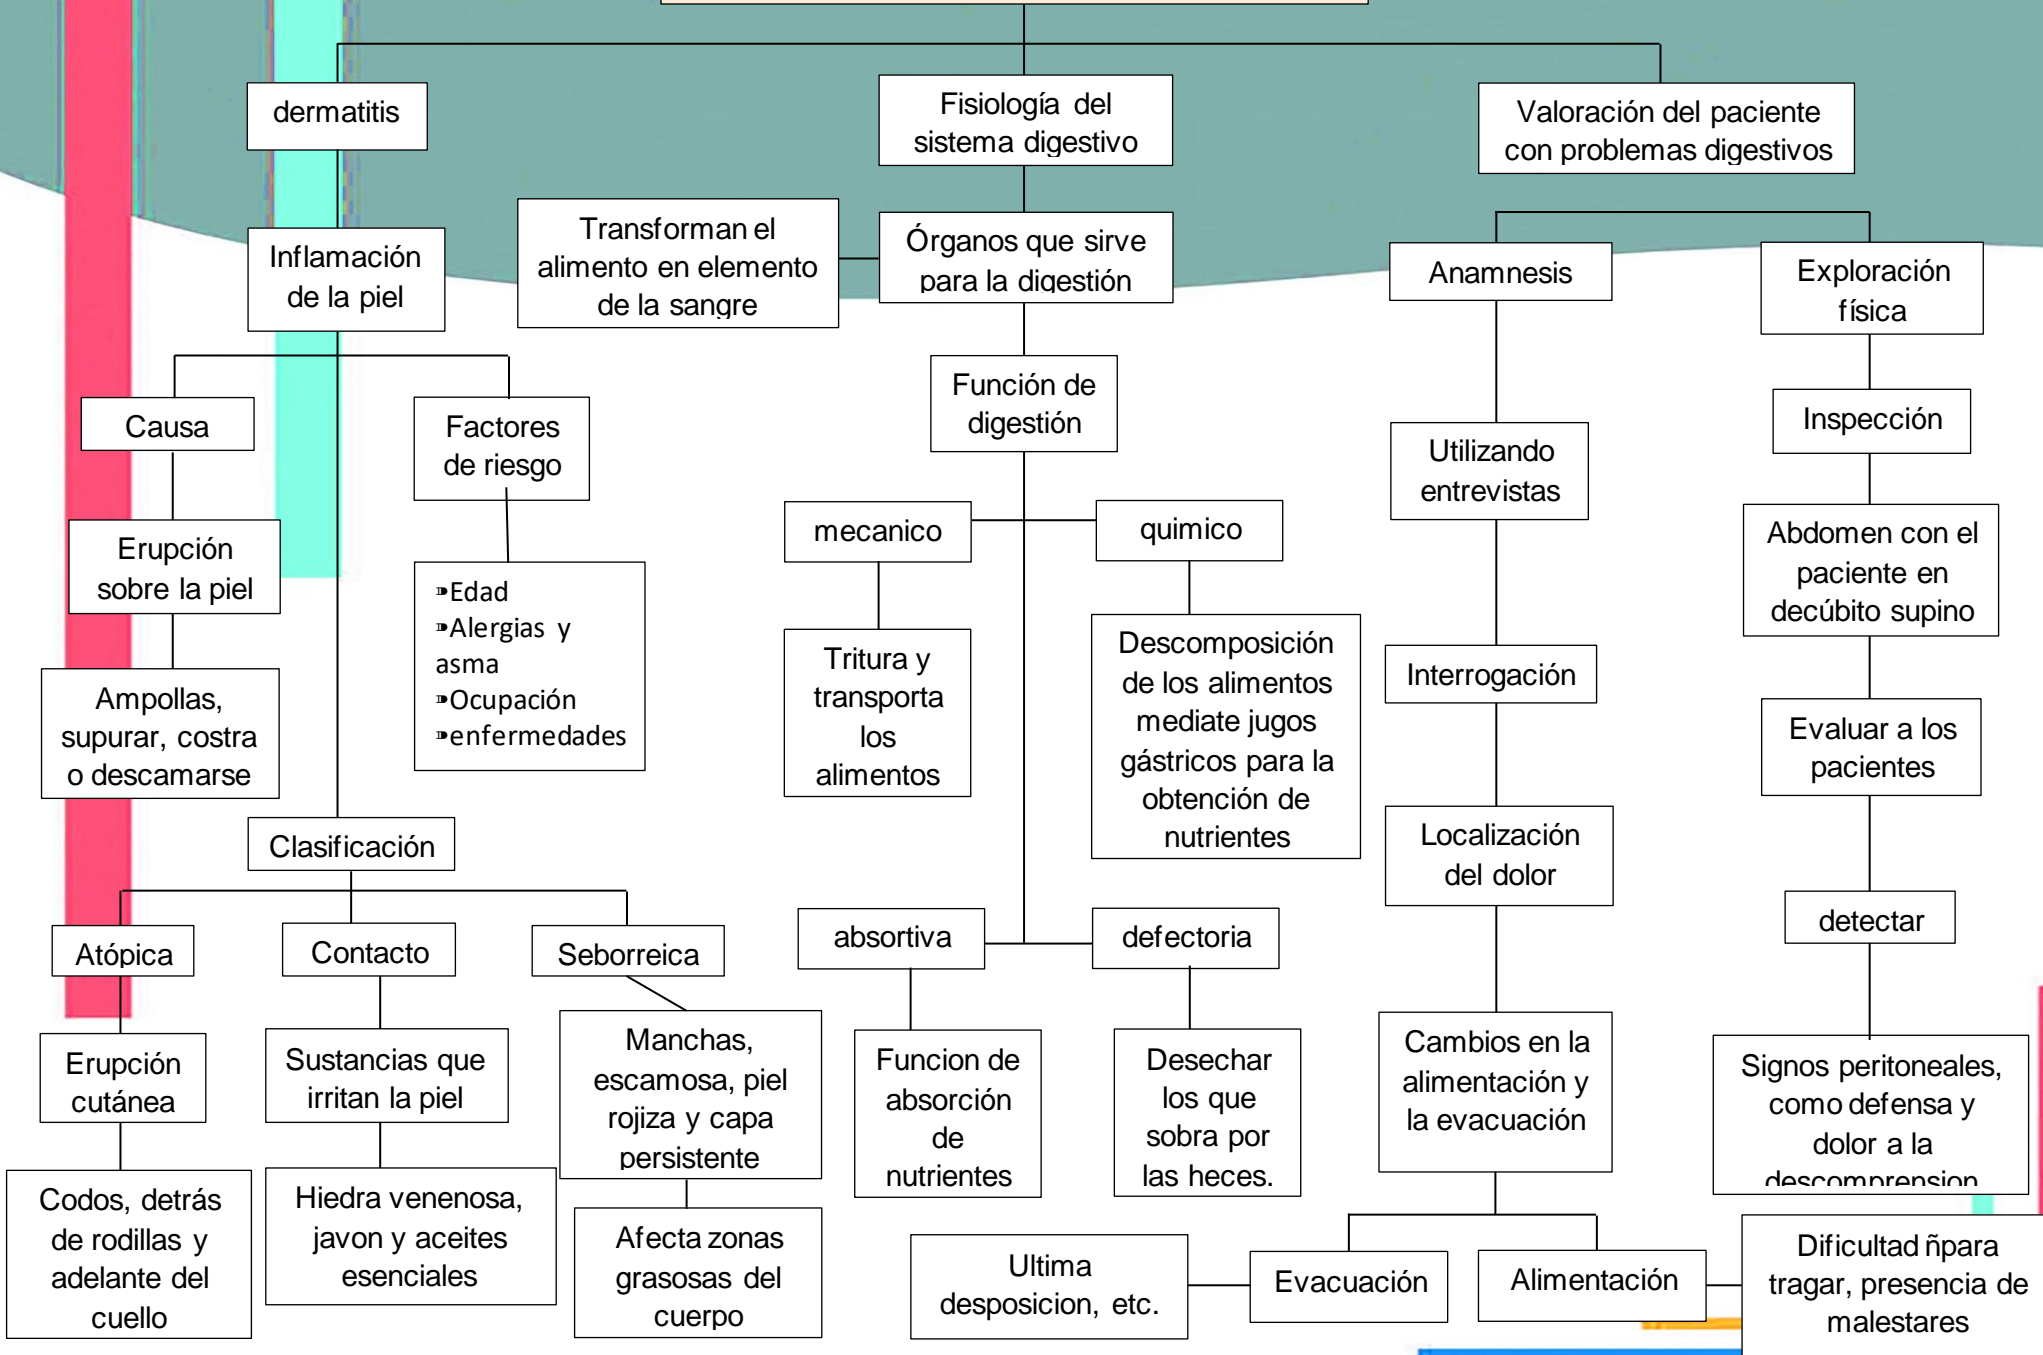 dermatitis
Fisiología del
sistema digestivo
Valoración del paciente
con problemas digestivos
Inflamación
de la piel
Transforman el
alimento en elemento
de la sangre
Órganos que sirve
para la digestión
Anamnesis
Exploración
física
Causa
Factores
de riesgo
Función de
digestión
Utilizando
entrevistas
Inspección
Erupción
sobre la piel
Edad
Alergias y
asma
Ocupación
enfermedades
mecanico
quimico
Abdomen con el
paciente en
decúbito supino
Ampollas,
supurar, costra
o descamarse
Tritura y
transporta
los
alimentos
Descomposición
de los alimentos
mediate jugos
gástricos para la
obtención de
nutrientes
Interrogación
Evaluar a los
pacientes
Clasificación
Localización
del dolor
Atópica
Contacto
Seborreica
absortiva
defectoria
detectar
Erupción
cutánea
Sustancias que
irritan la piel
Manchas,
escamosa, piel
rojiza y capa
persistente
Funcion de
absorción
de
nutrientes
Desechar
los que
sobra por
las heces.
Cambios en la
alimentación y
la evacuación
Signos peritoneales,
como defensa y
dolor a la
descomprension
Codos, detrás
de rodillas y
adelante del
cuello
Hiedra venenosa,
javon y aceites
esenciales
Afecta zonas
grasosas del
cuerpo
Ultima
desposicion, etc.
Evacuación
Alimentación
Dificultad ñpara
tragar, presencia de
malestares